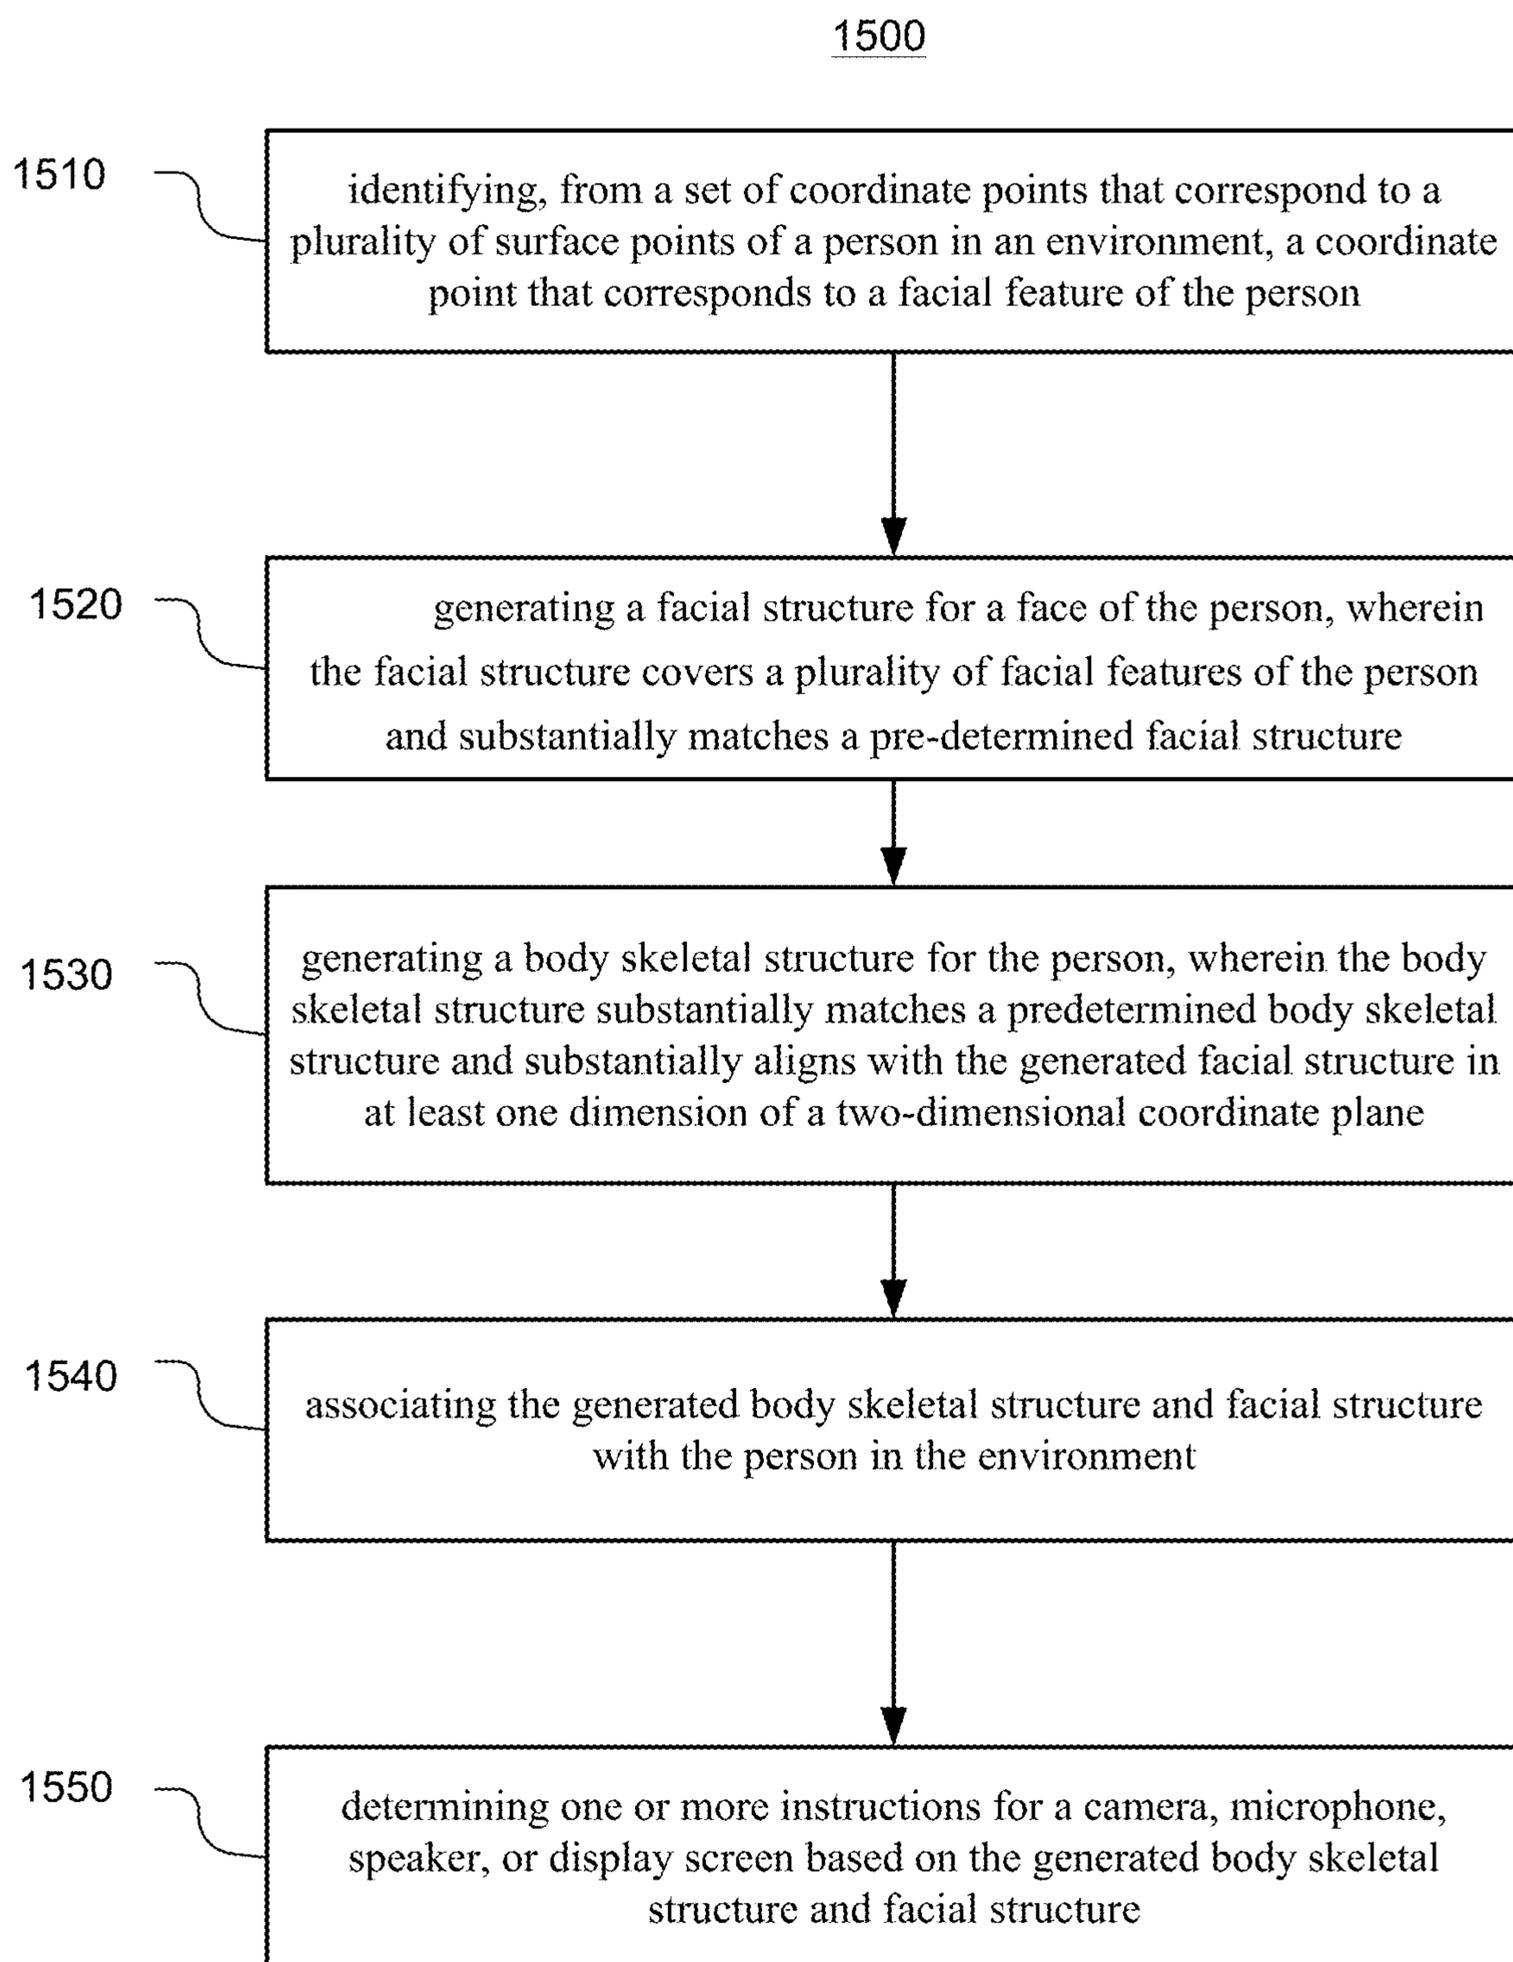 1500
1510
identifying, from a set of coordinate points that correspond to a
plurality of surface points of a person in an environment, a coordinate
point that corresponds to a facial feature of the person
1520
generating a facial structure for a face of the person, wherein
the facial structure covers a plurality of facial features of the person
and substantially matches a pre-determined facial structure
1530
generating a body skeletal structure for the person, wherein the body
skeletal structure substantially matches a predetermined body skeletal
structure and substantially aligns with the generated facial structure in
at least one dimension of a two-dimensional coordinate plane
1540
associating the generated body skeletal structure and facial structure
with the person in the environment
1550
determining one or more instructions for a camera, microphone,
speaker, or display screen based on the generated body skeletal
structure and facial structure